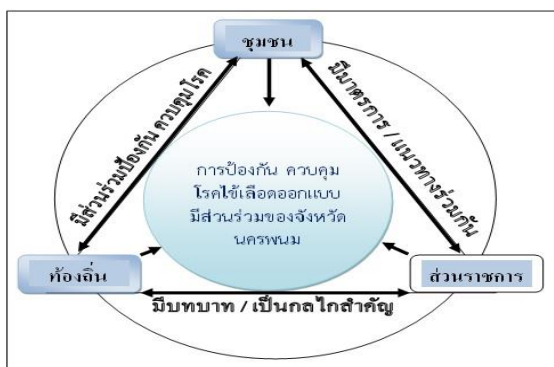 ชุมชน
มีส่วนร่วมป้องกัน ควบคุมโรค
มีมาตรการ / แนวทางร่วมกัน
การป้องกัน ควบคุม
โรคไข้เลือดออกแบบ
มีส่วนร่วมของจังหวัด
นครพนม
ท้องถิ่น
ส่วนราชการ
มีบทบาท / เป็นกลไกสำคัญ